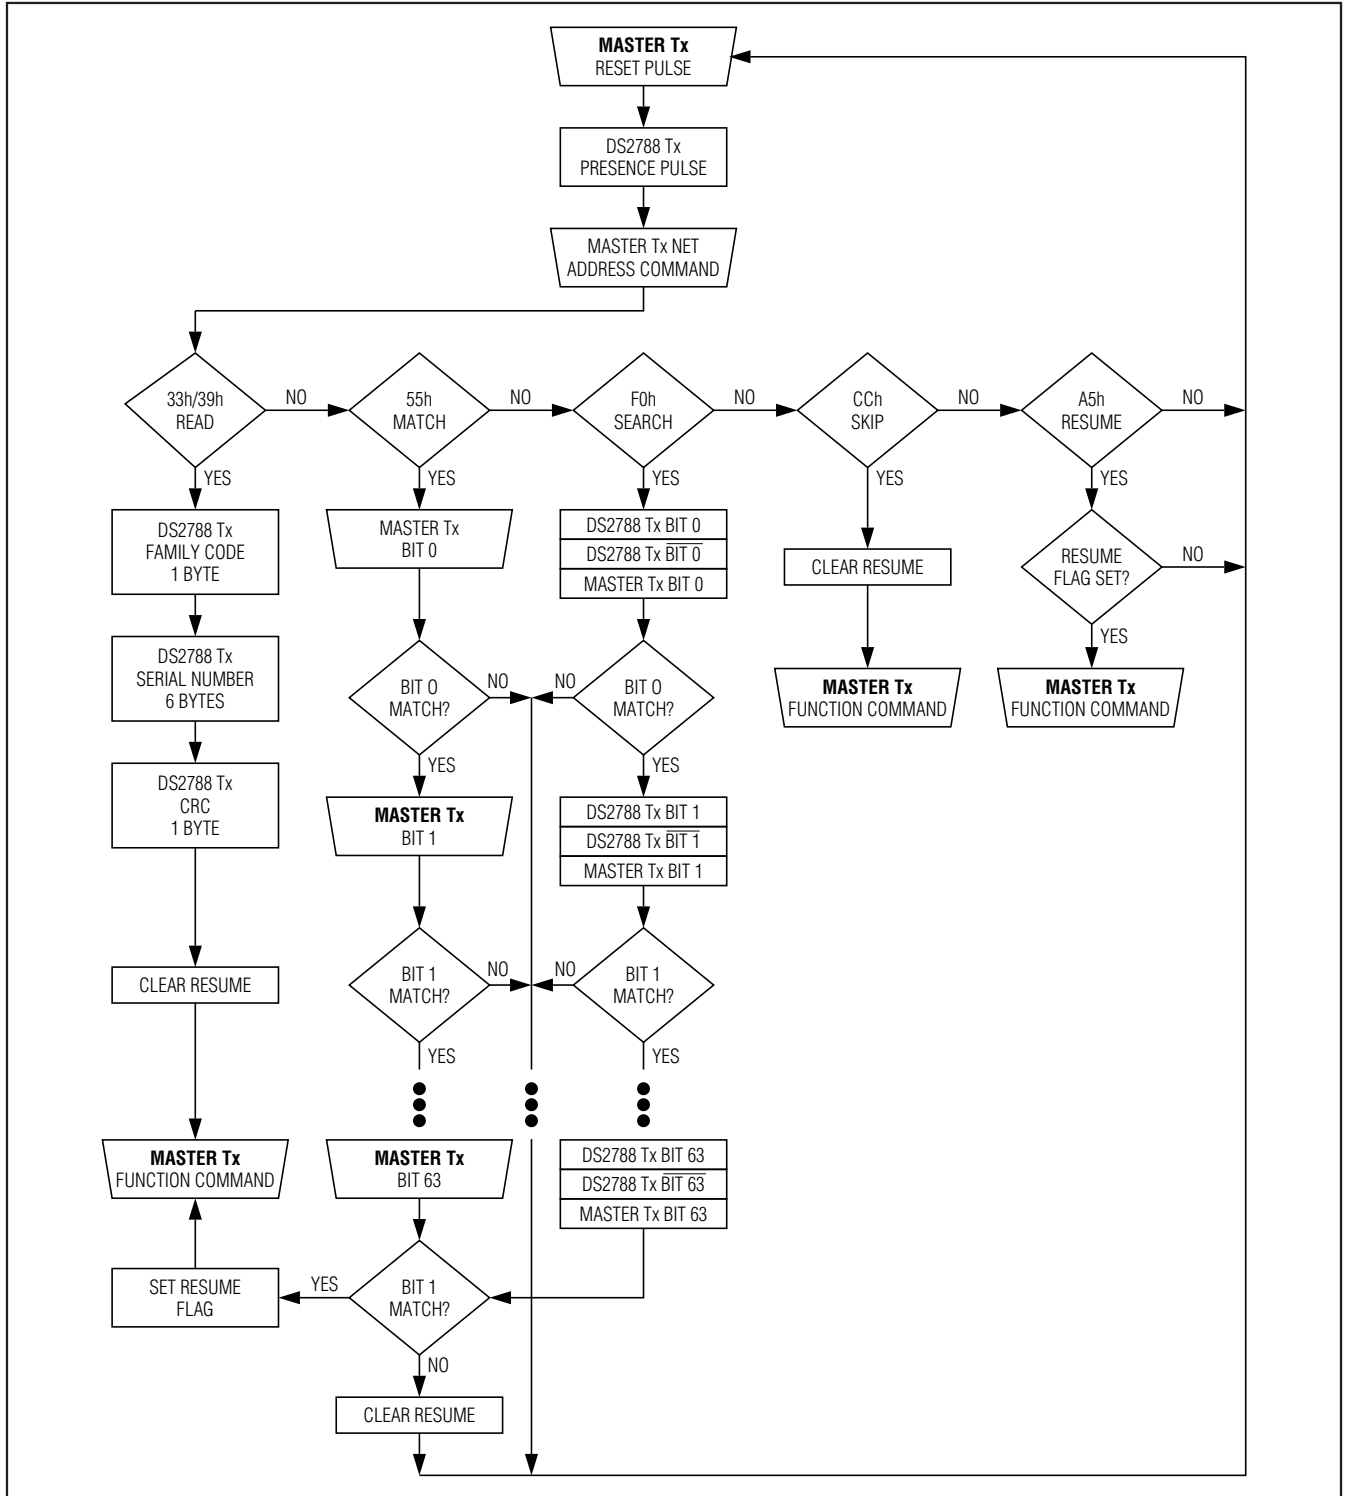 MASTER Tx
RESET PULSE
DS2788 Tx
PRESENCE PULSE
MASTER Tx NET
ADDRESS COMMAND
33h/39h
READ
NO
55h
MATCH
NO
F0h
SEARCH
NO
CCh
SKIP
NO
A5h
RESUME
NO
YES
YES
YES
YES
YES
DS2788 Tx
FAMILY CODE
1 BYTE
MASTER Tx
BIT 0
DS2788 Tx BIT 0
DS2788 Tx B̅I̅T̅ ̅0̅
MASTER Tx BIT 0
CLEAR RESUME
RESUME
FLAG SET?
NO
YES
DS2788 Tx
SERIAL NUMBER
6 BYTES
BIT 0
MATCH?
NO
NO
BIT 0
MATCH?
MASTER Tx
FUNCTION COMMAND
MASTER Tx
FUNCTION COMMAND
YES
YES
DS2788 Tx
CRC
1 BYTE
MASTER Tx
BIT 1
DS2788 Tx BIT 1
DS2788 Tx B̅I̅T̅ ̅1̅
MASTER Tx BIT 1
CLEAR RESUME
BIT 1
MATCH?
NO
NO
BIT 1
MATCH?
YES
YES
MASTER Tx
FUNCTION COMMAND
MASTER Tx
BIT 63
DS2788 Tx BIT 63
DS2788 Tx B̅I̅T̅ ̅6̅3̅
MASTER Tx BIT 63
SET RESUME
FLAG
YES
BIT 1
MATCH?
NO
CLEAR RESUME